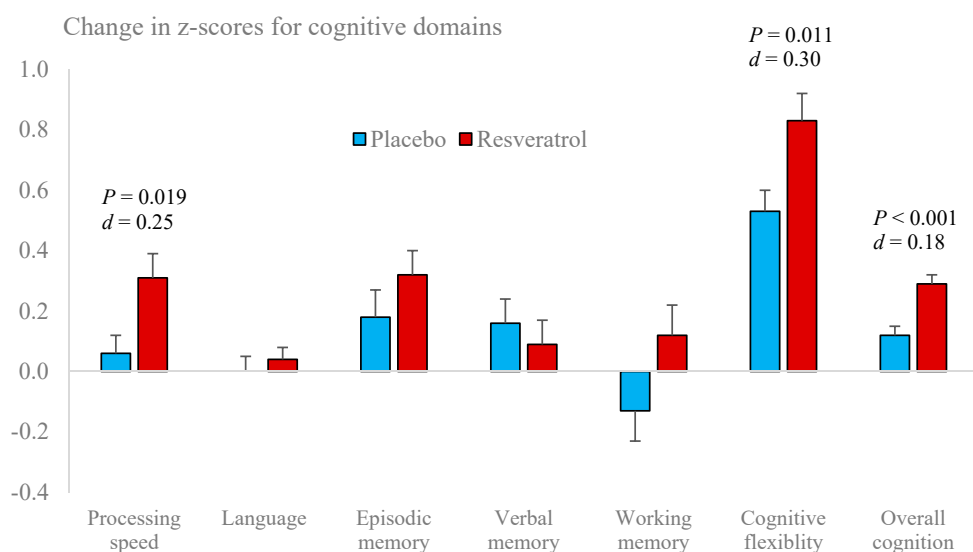 Change in z-scores for cognitive domains
P = 0.011
d = 0.30
1.0
0.8
Placebo Resveratrol
0.6
P = 0.019
d = 0.25
P < 0.001
d = 0.18
0.4
0.2
0.0
-0.2
-0.4
Processing speed
Language
Episodic memory
Verbal memory
Working memory
Cognitive flexiblity
Overall cognition